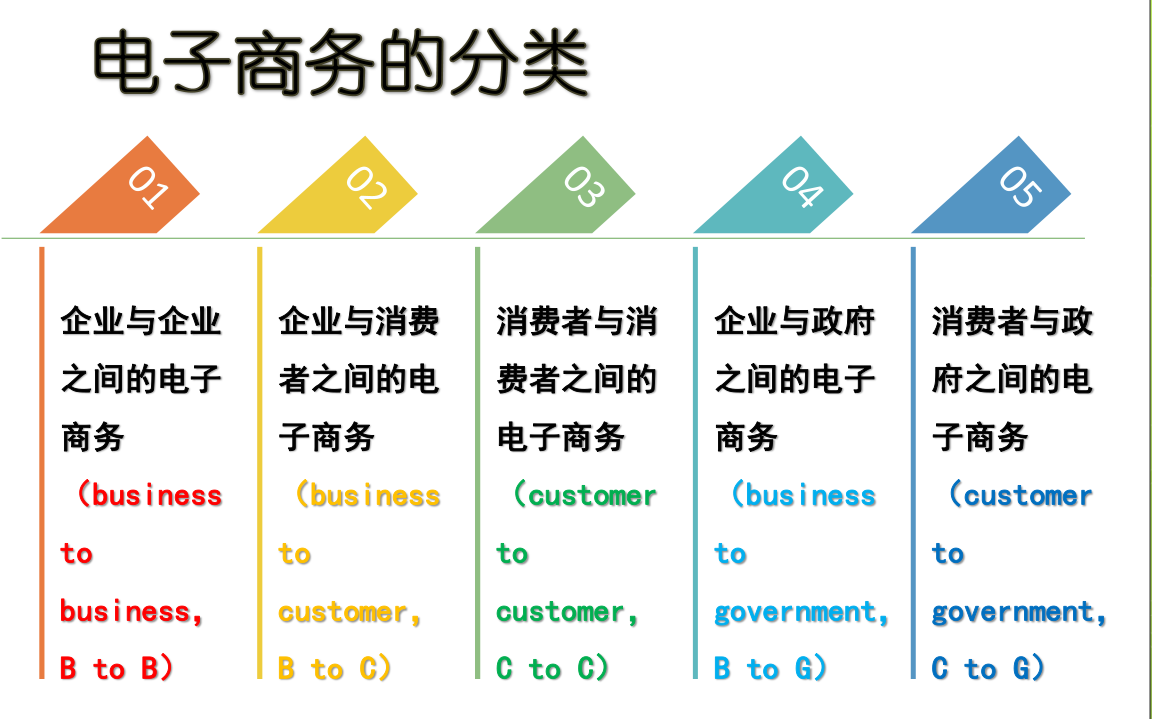 电子商务的分类
01
企业与企业
之间的电子
商务
（business
to
business，
B to B）
02
企业与消费
者之间的电
子商务
（business
to
customer，
B to C）
03
消费者与消
费者之间的
电子商务
（customer
to
customer，
C to C）
04
企业与政府
之间的电子
商务
（business
to
government，
B to G）
05
消费者与政
府之间的电
子商务
（customer
to
government，
C to G）